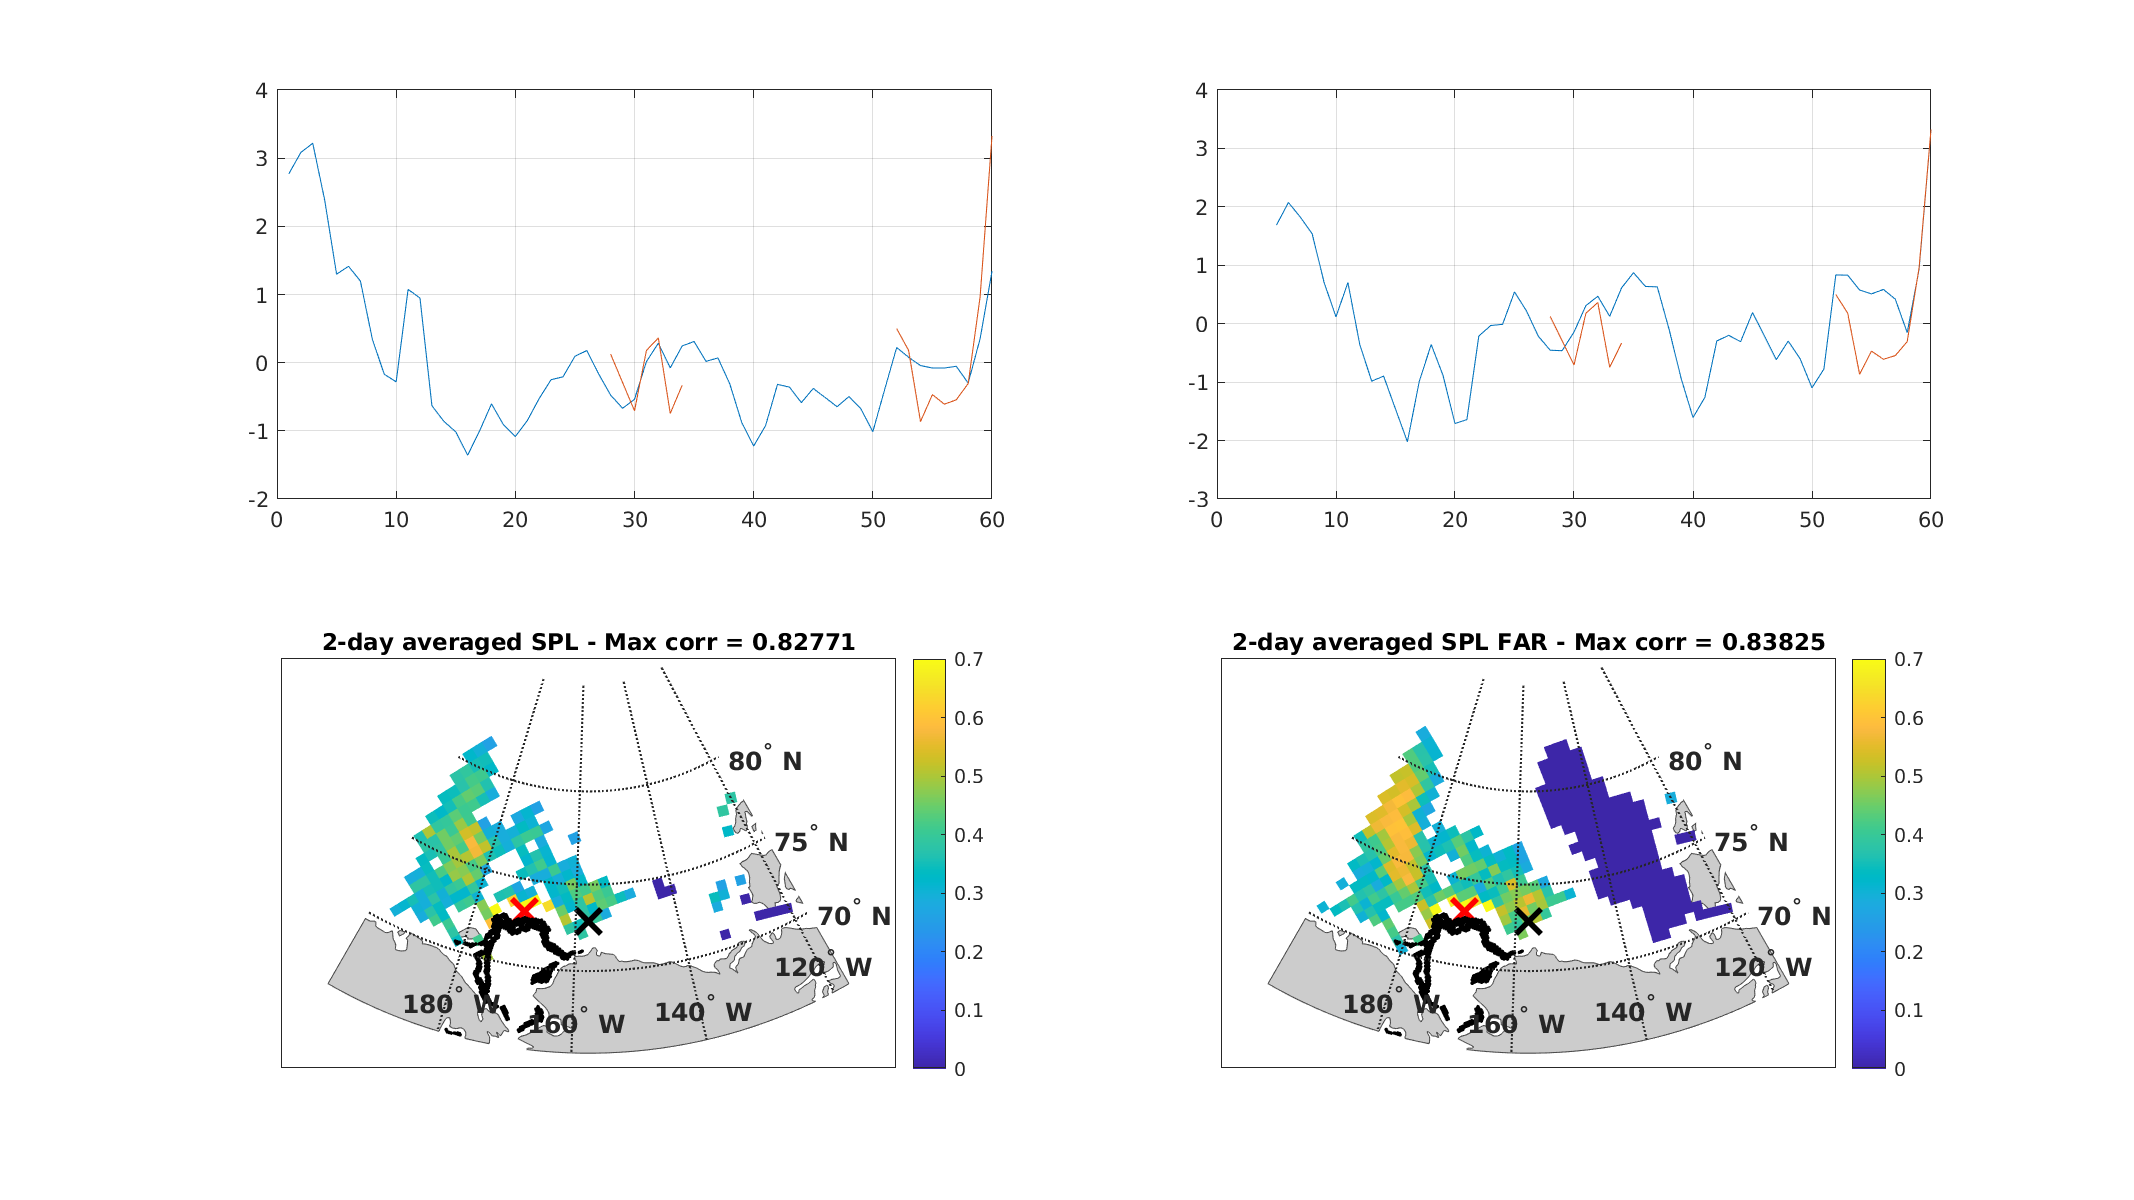 4
3
2
1
0
-1
-2
0 10 20 30 40 50 60
4
3
2
1
0
-1
-2
-3
0 10 20 30 40 50 60
2-day averaged SPL - Max corr = 0.82771
80° N
75° N
70° N
120° W
180° W
160° W
140° W
0.7
0.6
0.5
0.4
0.3
0.2
0.1
0
2-day averaged SPL FAR - Max corr = 0.83825
80° N
75° N
70° N
120° W
180° W
160° W
140° W
0.7
0.6
0.5
0.4
0.3
0.2
0.1
0